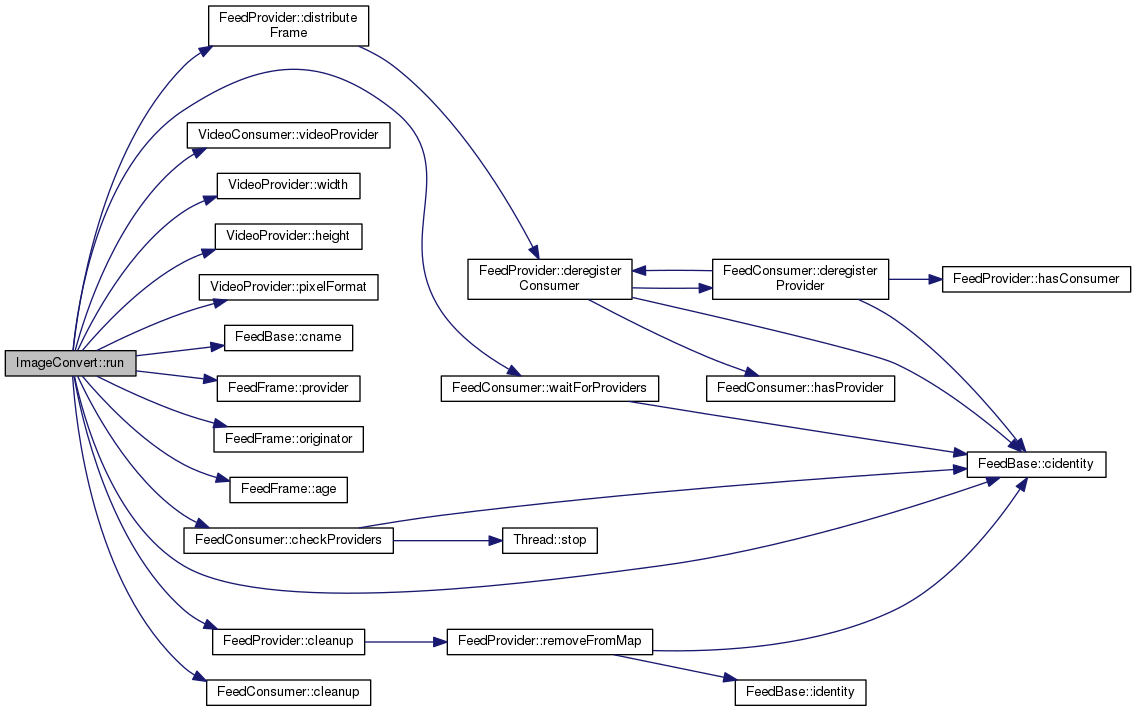 FeedProvider::distribute
Frame
VideoConsumer::videoProvider
VideoProvider::width
VideoProvider::height
FeedProvider::deregister
Consumer
FeedConsumer::deregister
Provider
FeedProvider::hasConsumer
VideoProvider::pixelFormat
FeedBase::cname
ImageConvert::run
FeedFrame::provider
FeedConsumer::waitForProviders
FeedConsumer::hasProvider
FeedFrame::originator
FeedBase::cidentity
FeedFrame::age
FeedConsumer::checkProviders
Thread::stop
FeedProvider::cleanup
FeedProvider::removeFromMap
FeedConsumer::cleanup
FeedBase::identity